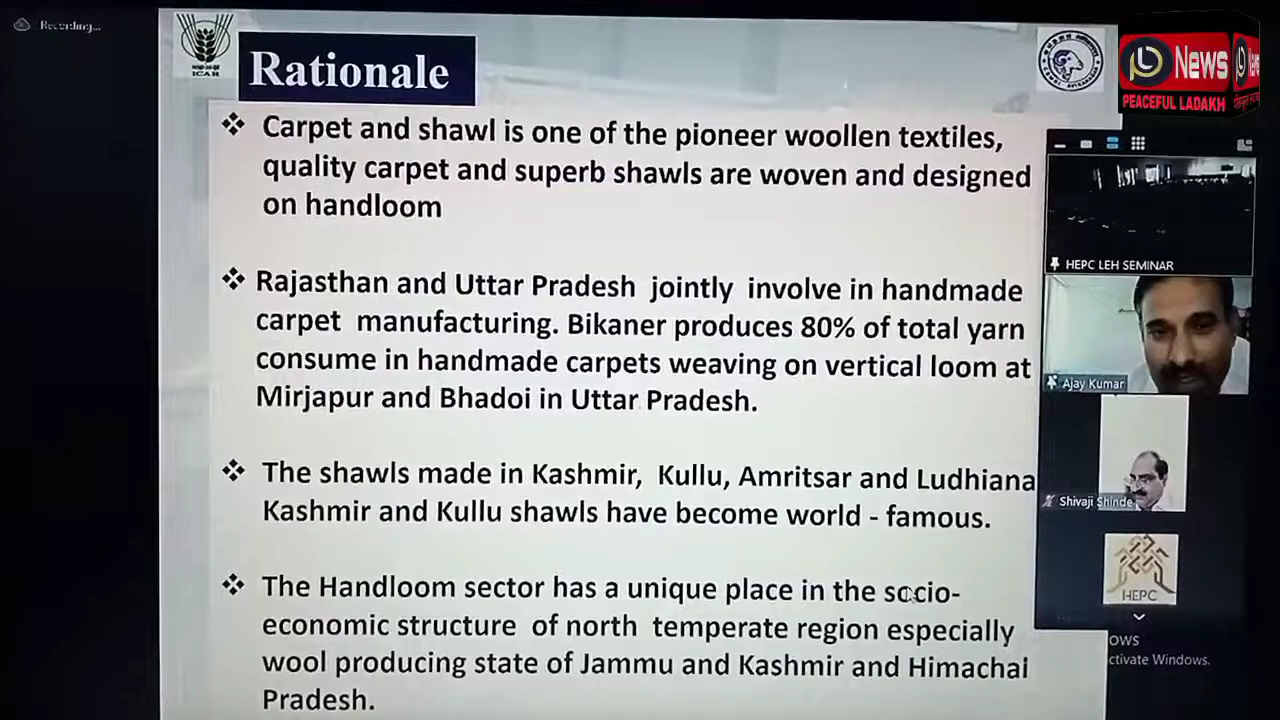 Recording...
ICAR
Rationale
News
PEACEFUL LADAKH
❖ Carpet and shawl is one of the pioneer woollen textiles,
quality carpet and superb shawls are woven and designed
on handloom
❖ Rajasthan and Uttar Pradesh jointly involve in handmade
carpet manufacturing. Bikaner produces 80% of total yarn
consume in handmade carpets weaving on vertical loom at
Mirjapur and Bhadoi in Uttar Pradesh.
❖ The shawls made in Kashmir, Kullu, Amritsar and Ludhiana
Kashmir and Kullu shawls have become world - famous.
❖ The Handloom sector has a unique place in the socio-
economic structure of north temperate region especially
wool producing state of Jammu and Kashmir and Himachal
Pradesh.
HEPC LEH SEMINAR
Ajay Kumar
Shivaji Shinde
HEPC
ows
ctivate Windows.